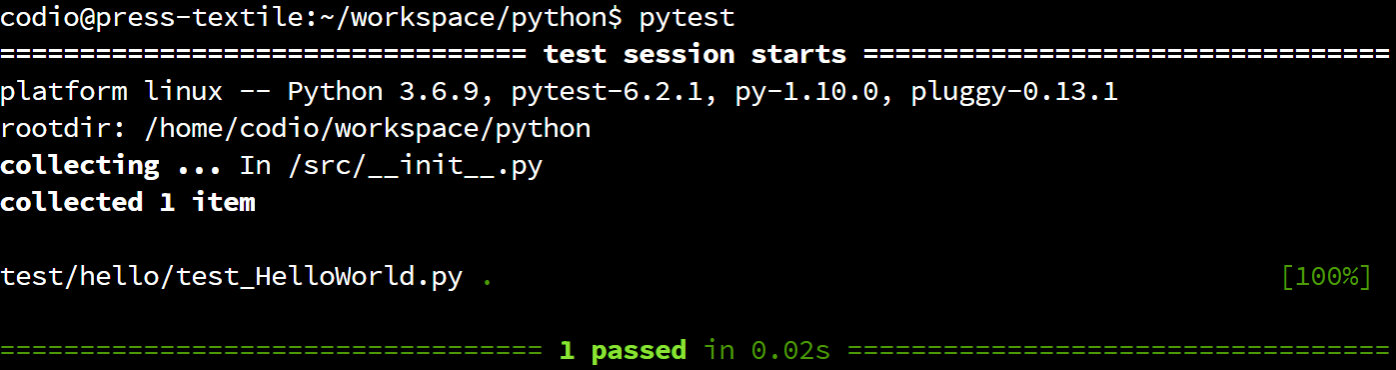 codio@press-textile:~/workspace/python$ pytest
================================= test session starts =================================
platform linux -- Python 3.6.9, pytest-6.2.1, py-1.10.0, pluggy-0.13.1
rootdir: /home/codio/workspace/python
collecting ... In /src/__init__.py
collected 1 item
test/hello/test_HelloWorld.py . [100%]
================================== 1 passed in 0.02s ==================================